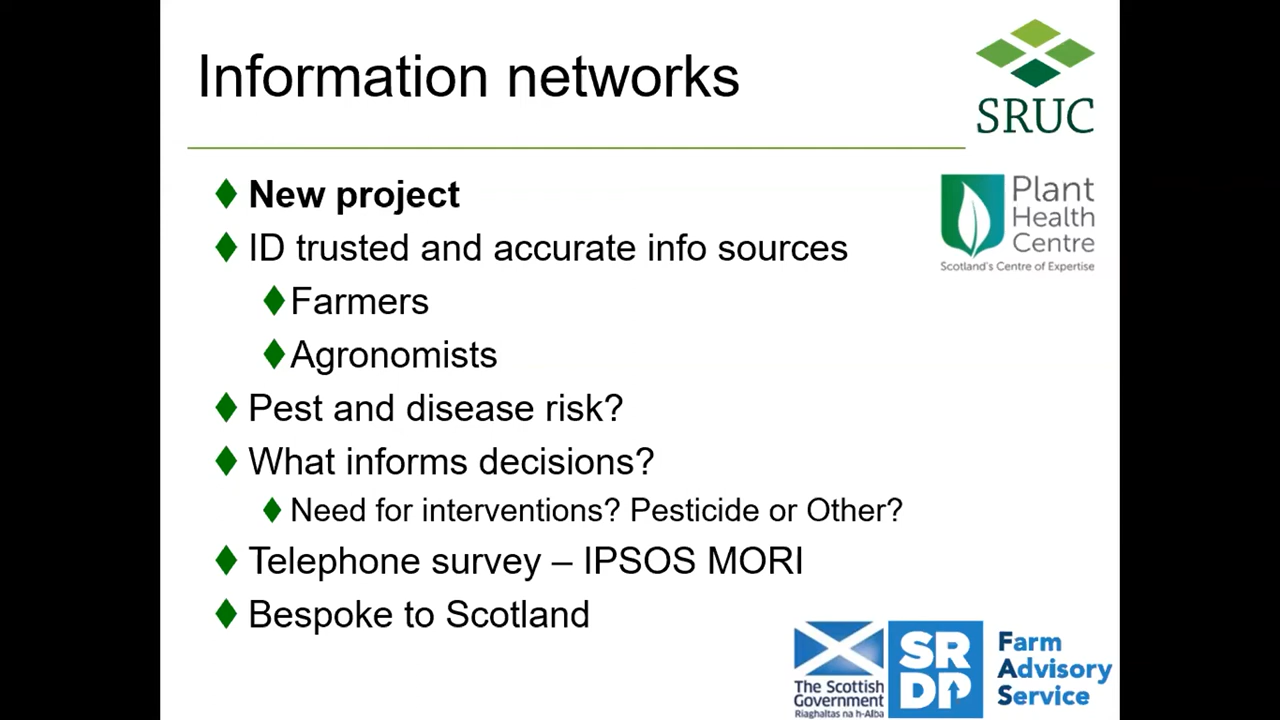 Information networks
SRUC
New project
Plant
Health
Centre
Scotland's Centre of Expertise
ID trusted and accurate info sources
Farmers
Agronomists
Pest and disease risk?
What informs decisions?
Need for interventions? Pesticide or Other?
Telephone survey – IPSOS MORI
Bespoke to Scotland
The Scottish
Government
Riaghaltas na h-Alba
SR
DP
Farm
Advisory
Service